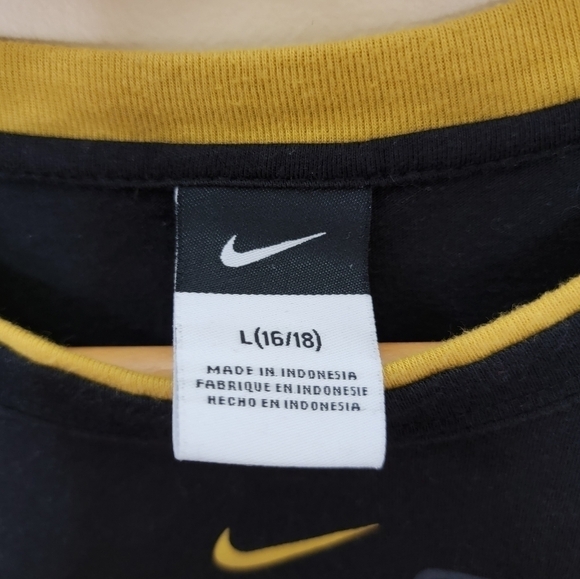 L(16/18)
MADE IN INDONESIA
FABRIQUE EN INDONESIE
HECHO EN INDONESIA